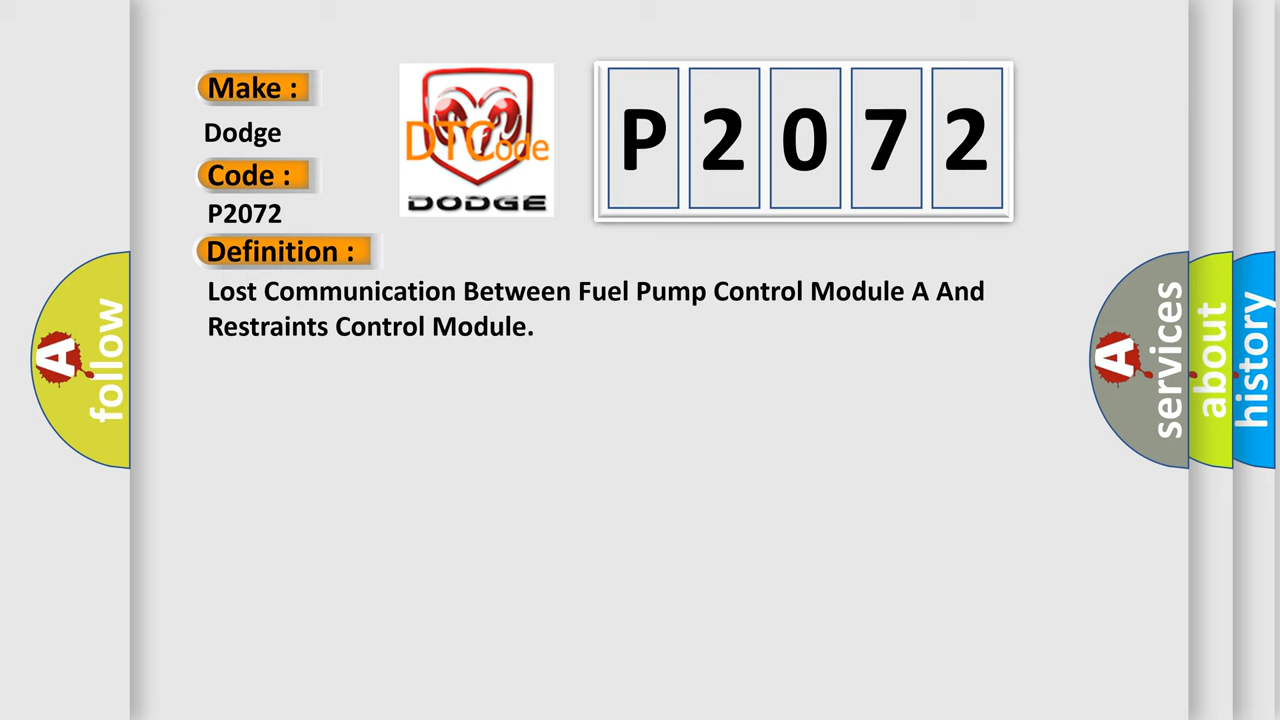 Make :
Dodge
Code :
P2072
Definition :
Lost Communication Between Fuel Pump Control Module A And
Restraints Control Module.
DTCode
DODGE
P 2 0 7 2
A follow
A services
about
history